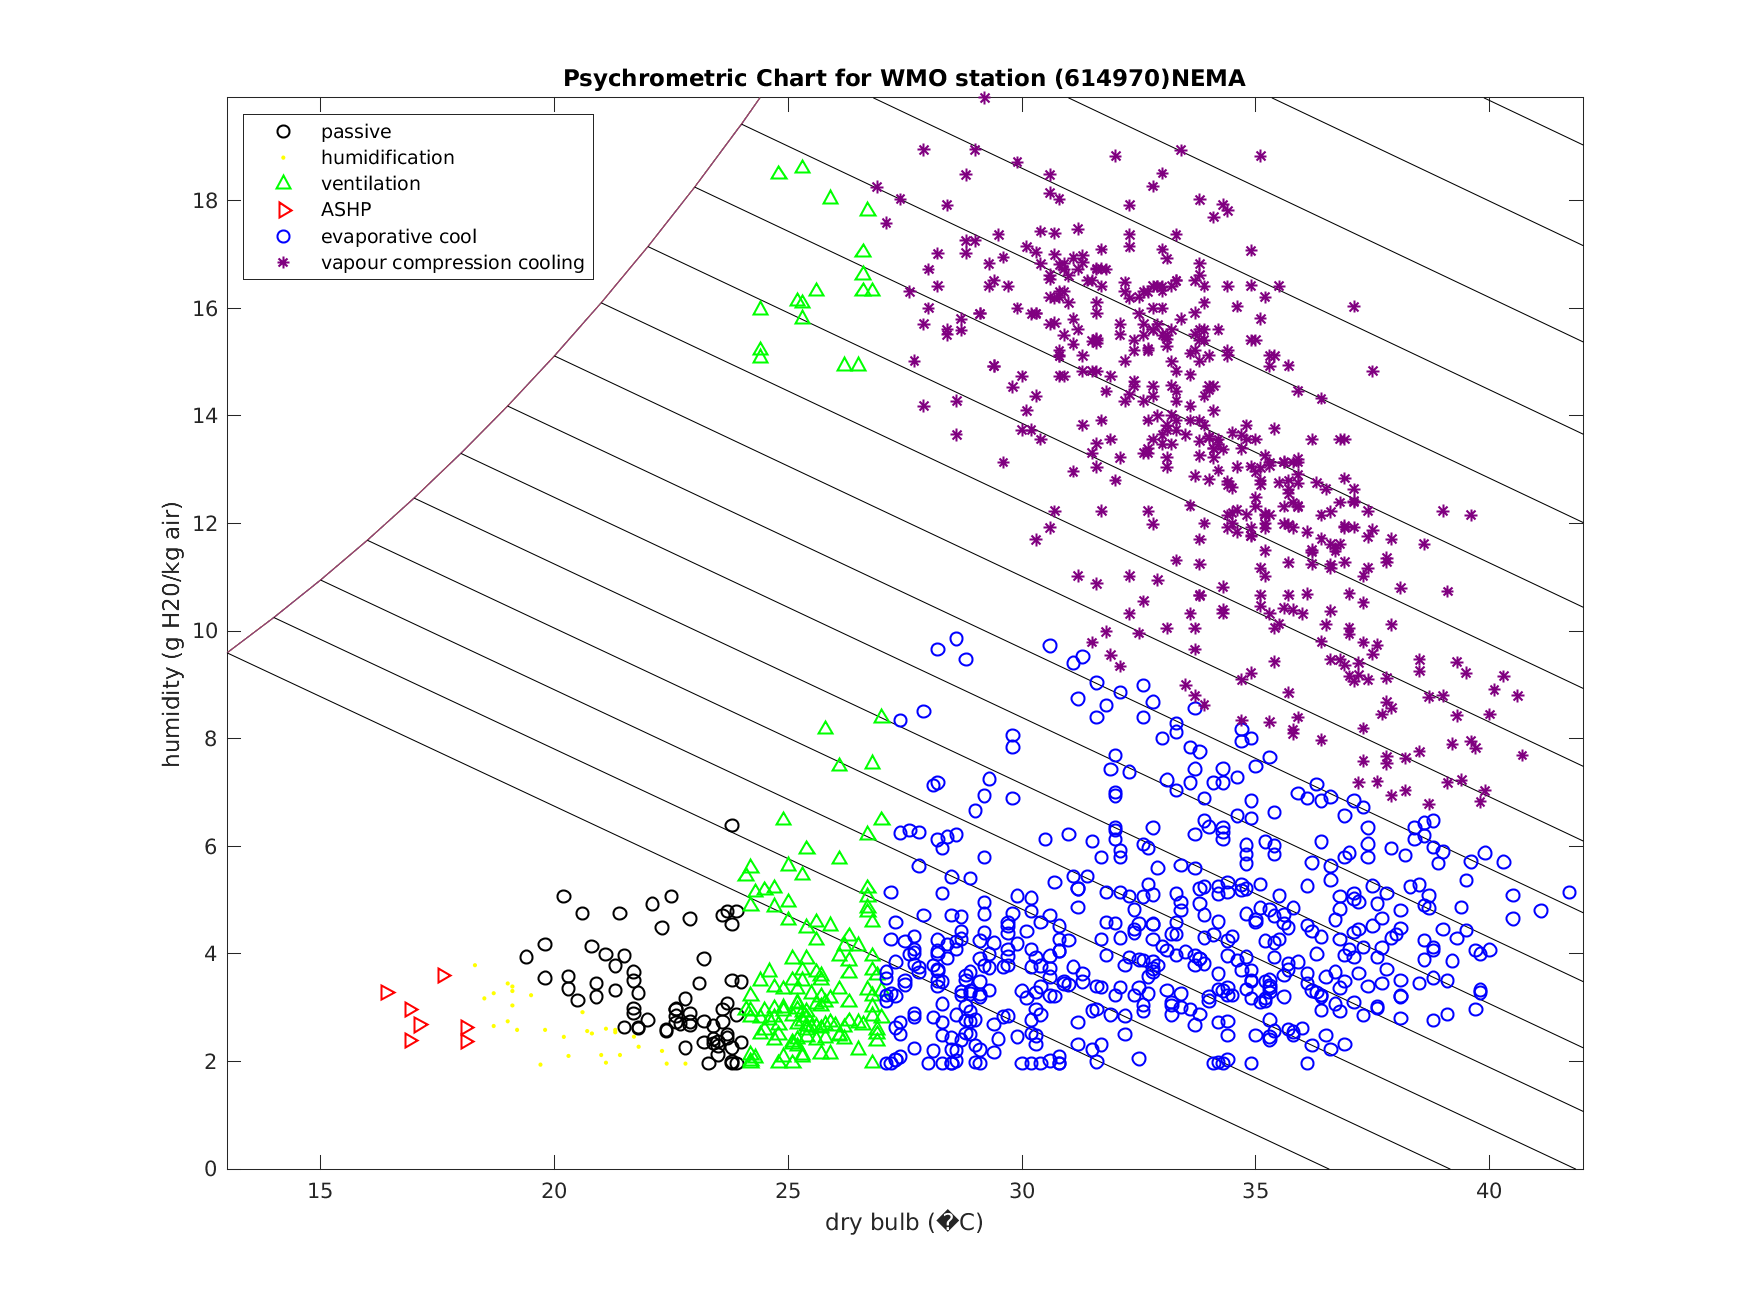 Psychrometric Chart for WMO station (614970)NEMA
passive
humidification
ventilation
ASHP
evaporative cool
vapour compression cooling
humidity (g H20/kg air)
18
16
14
12
10
8
6
4
2
0
15 20 25 30 35 40
dry bulb (�C)